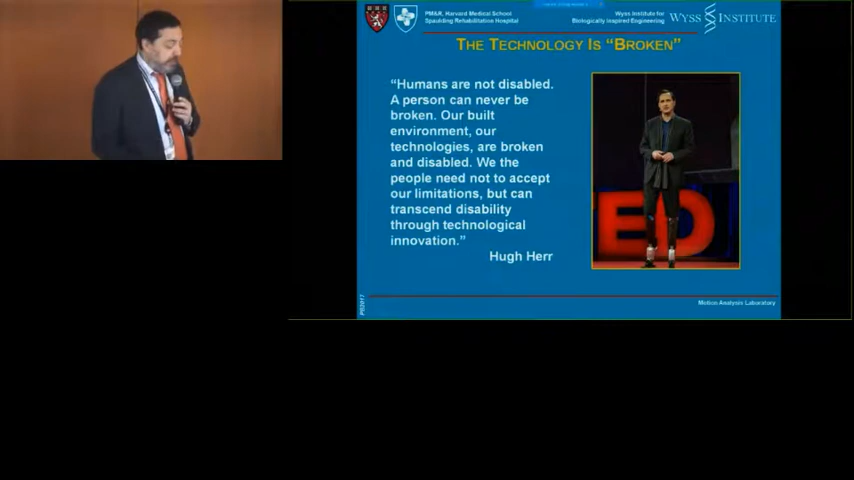 PM&R, Harvard Medical School
Spaulding Rehabilitation Hospital
Wyss Institute for
Biologically Inspired Engineering
WYSS INSTITUTE
THE TECHNOLOGY IS "BROKEN"
"Humans are not disabled.
A person can never be
broken. Our built
environment, our
technologies, are broken
and disabled. We the
people need not to accept
our limitations, but can
transcend disability
through technological
innovation."
Hugh Herr
ED
Motion Analysis Laboratory